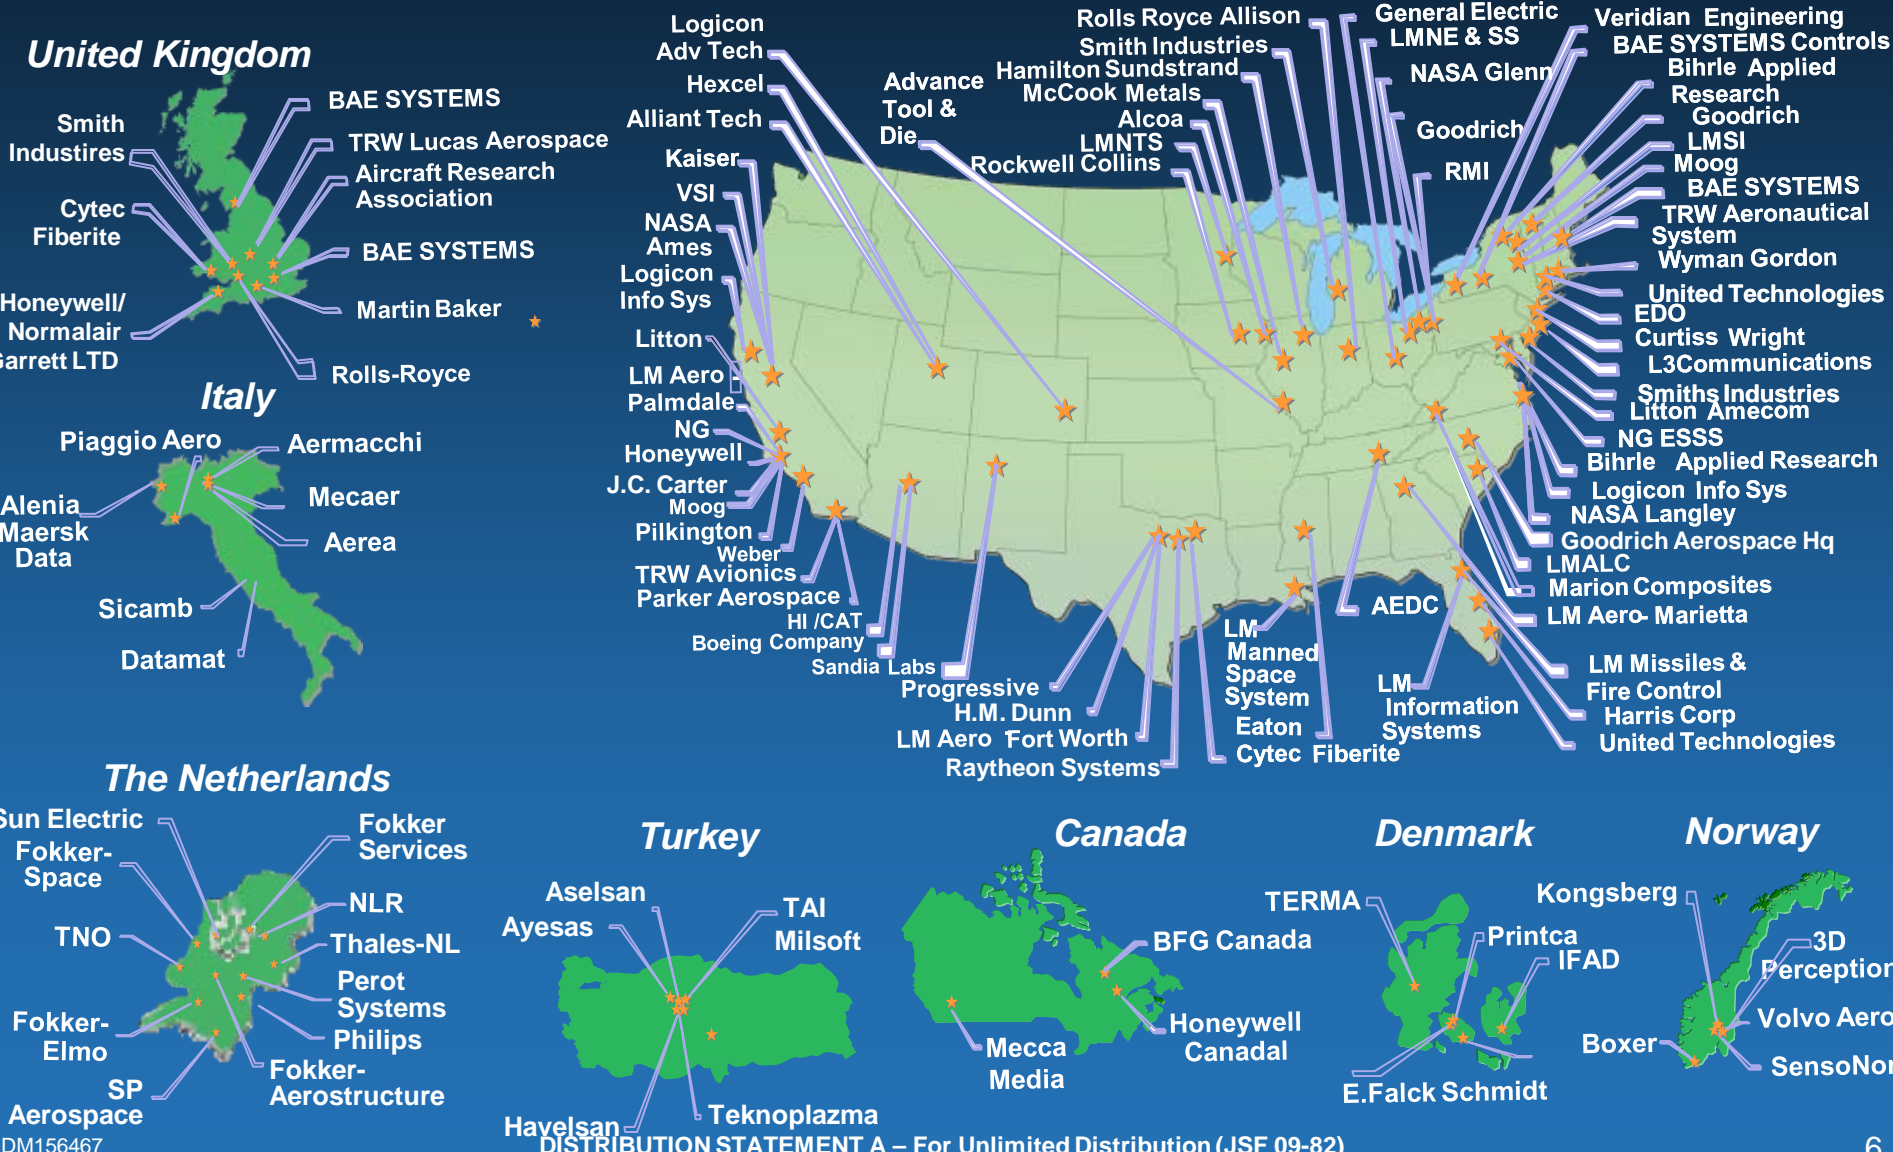 United Kingdom
BAE SYSTEMS
Smith
Industires
TRW Lucas Aerospace
Aircraft Research
Association
Cytec
Fiberite
BAE SYSTEMS
Honeywell/
Normalair
Garrett LTD
Martin Baker
Rolls-Royce
Italy
Piaggio Aero
Aermacchi
Alenia
Maersk
Data
Mecaer
Aerea
Sicamb
Datamat
Logicon
Adv Tech
Hexcel
Alliant Tech
Kaiser
VSI
NASA
Ames
Logicon
Info Sys
Litton
LM Aero -
Palmdale
NG
Honeywell
J.C. Carter
Moog
Pilkington
Weber
TRW Avionics
Parker Aerospace
HI /CAT
Boeing Company
Sandia Labs
Progressive
H.M. Dunn
LM Aero Fort Worth
Raytheon Systems
Advance
Tool &
Die
Rolls Royce Allison
Smith Industries
Hamilton Sundstrand
McCook Metals
Alcoa
LMNTS
Rockwell Collins
General Electric
LMNE & SS
NASA Glenn
Goodrich
RMI
Veridian Engineering
BAE SYSTEMS Controls
Bihrle Applied
Research
Goodrich
LMSI
Moog
BAE SYSTEMS
TRW Aeronautical
System
Wyman Gordon
United Technologies
EDO
Curtiss Wright
L3Communications
Smiths Industries
Litton Amecom
NG ESSS
Bihrle Applied Research
Logicon Info Sys
NASA Langley
Goodrich Aerospace Hq
LMALC
Marion Composites
LM Aero- Marietta
LM Missiles &
Fire Control
Harris Corp
United Technologies
AEDC
LM
Manned
Space
System
Eaton
Cytec Fiberite
LM
Information
Systems
The Netherlands
Sun Electric
Fokker-
Space
TNO
Fokker-
Elmo
SP
Aerospace
Fokker
Services
NLR
Thales-NL
Perot
Systems
Philips
Fokker-
Aerostructure
Turkey
Aselsan
Ayesas
TAI
Milsoft
Havelsan
Teknoplazma
Canada
BFG Canada
Honeywell
Canadal
Mecca
Media
Denmark
TERMA
Printca
IFAD
E.Falck Schmidt
Norway
Kongsberg
3D
Perception
Volvo Aero
Boxer
SensoNor
DM156467
DISTRIBUTION STATEMENT A – For Unlimited Distribution (JSF 09-82)
6